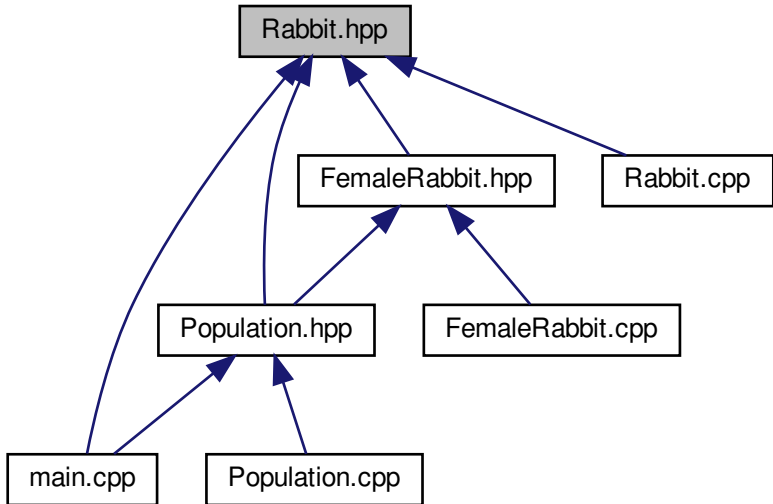 Rabbit.hpp
FemaleRabbit.hpp
Rabbit.cpp
Population.hpp
FemaleRabbit.cpp
main.cpp
Population.cpp